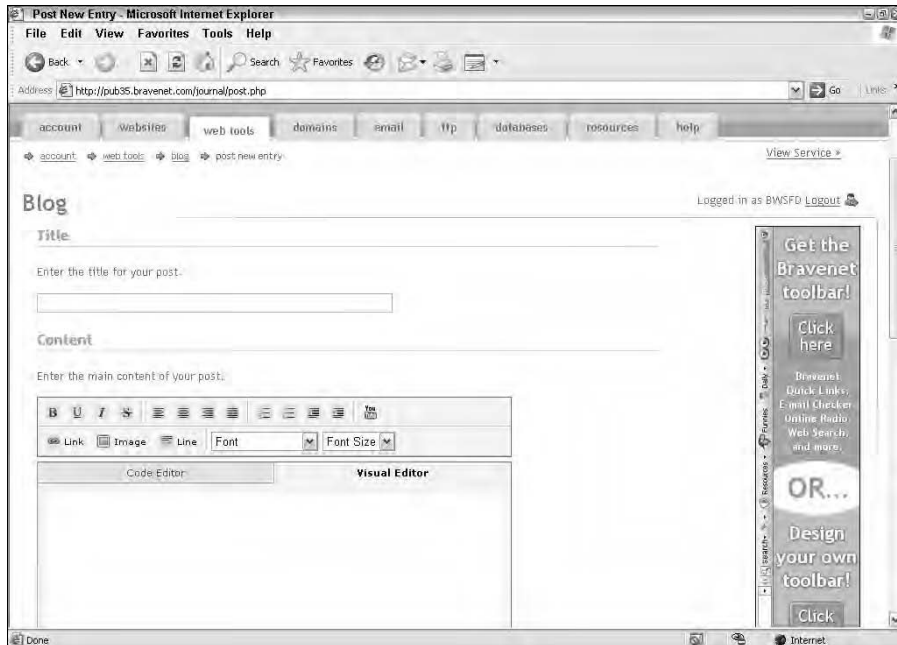 Post New Entry - Microsoft Internet Explorer
File Edit View Favorites Tools Help
Back Search Favorites
Address http://pub35.bravenet.com/journal/post.php Go Links
account websites web tools domains email ftp databases resources help
account web tools blog post new entry View Service »
Blog
Logged in as BWSFD Logout
Title
Enter the title for your post.
Content
Enter the main content of your post.
B U I S You
Link Image Line Font Font Size
Code Editor Visual Editor
Get the
Bravenet
toolbar!
Click
here
Bravenet
Quick Links,
E-mail Checker
Online Radio,
Web Search,
and more.
OR...
Design
your own
toolbar!
Click
Daily
Funnies
Resources
Search
Done Internet